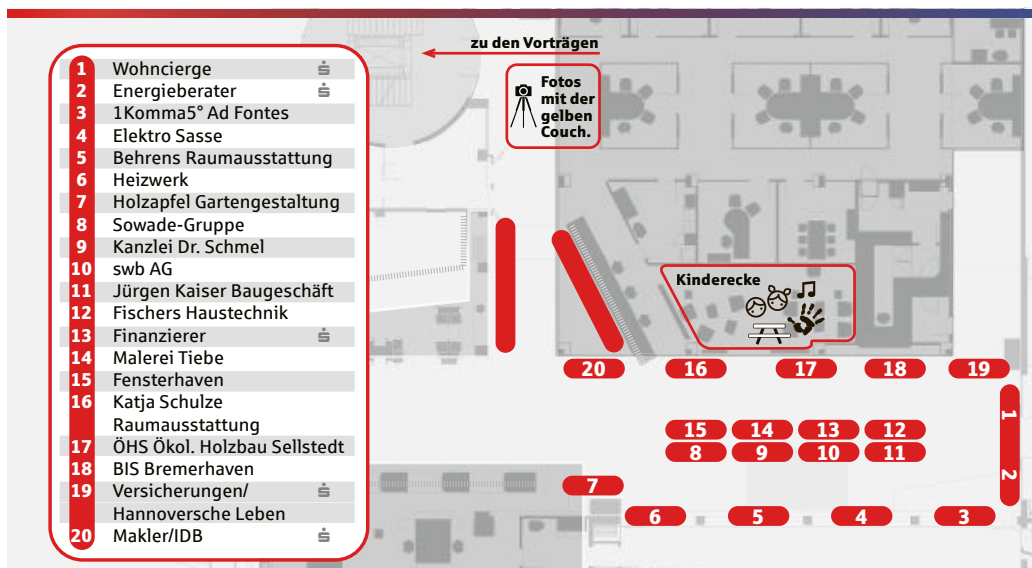 zu den Vorträgen
Fotos
mit der
gelben
Couch.
1 Wohncierge
2 Energieberater
3 1Komma5° Ad Fontes
4 Elektro Sasse
5 Behrens Raumausstattung
6 Heizwerk
7 Holzapfel Gartengestaltung
8 Sowade-Gruppe
9 Kanzlei Dr. Schmel
10 swb AG
11 Jürgen Kaiser Baugeschäft
12 Fischers Haustechnik
13 Finanzierer
14 Malerei Tiebe
15 Fensterhaven
16 Katja Schulze
Raumausstattung
17 ÖHS Ökol. Holzbau Sellstedt
18 BIS Bremerhaven
19 Versicherungen/
Hannoversche Leben
20 Makler/IDB
Kinderecke
20 16 17 18 19
1
15 14 13 12
8 9 10 11
2
7
6 5 4 3